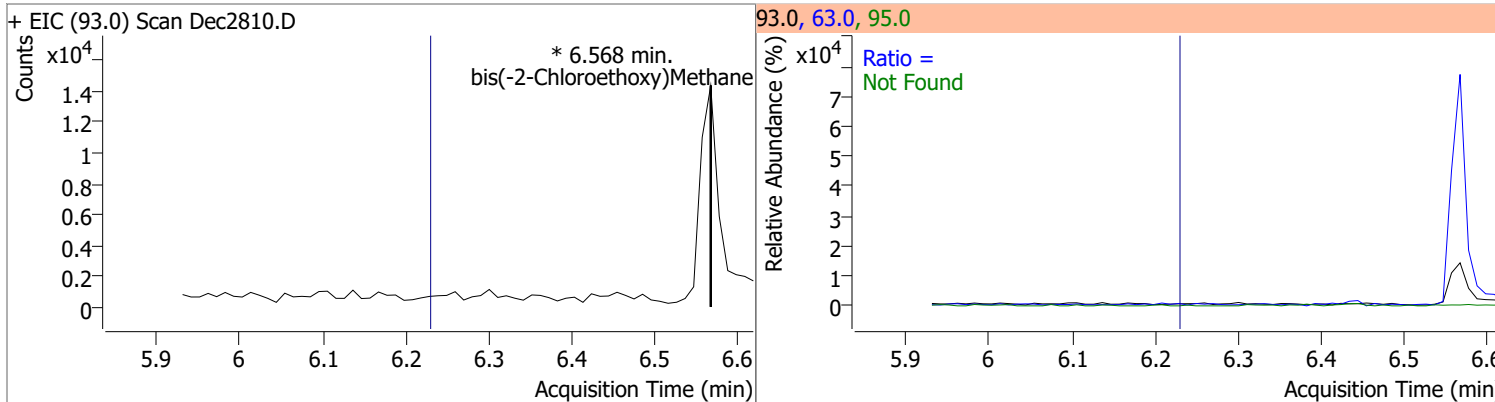 + EIC (93.0) Scan Dec2810.D
Counts
x10⁴
* 6.568 min.
bis(-2-Chloroethoxy)Methane
1.4
1.2
1
0.8
0.6
0.4
0.2
0
5.9 6 6.1 6.2 6.3 6.4 6.5 6.6
Acquisition Time (min)
93.0, 63.0, 95.0
Relative Abundance (%)
x10⁴
Ratio =
Not Found
7
6
5
4
3
2
1
0
5.9 6 6.1 6.2 6.3 6.4 6.5 6.6
Acquisition Time (min